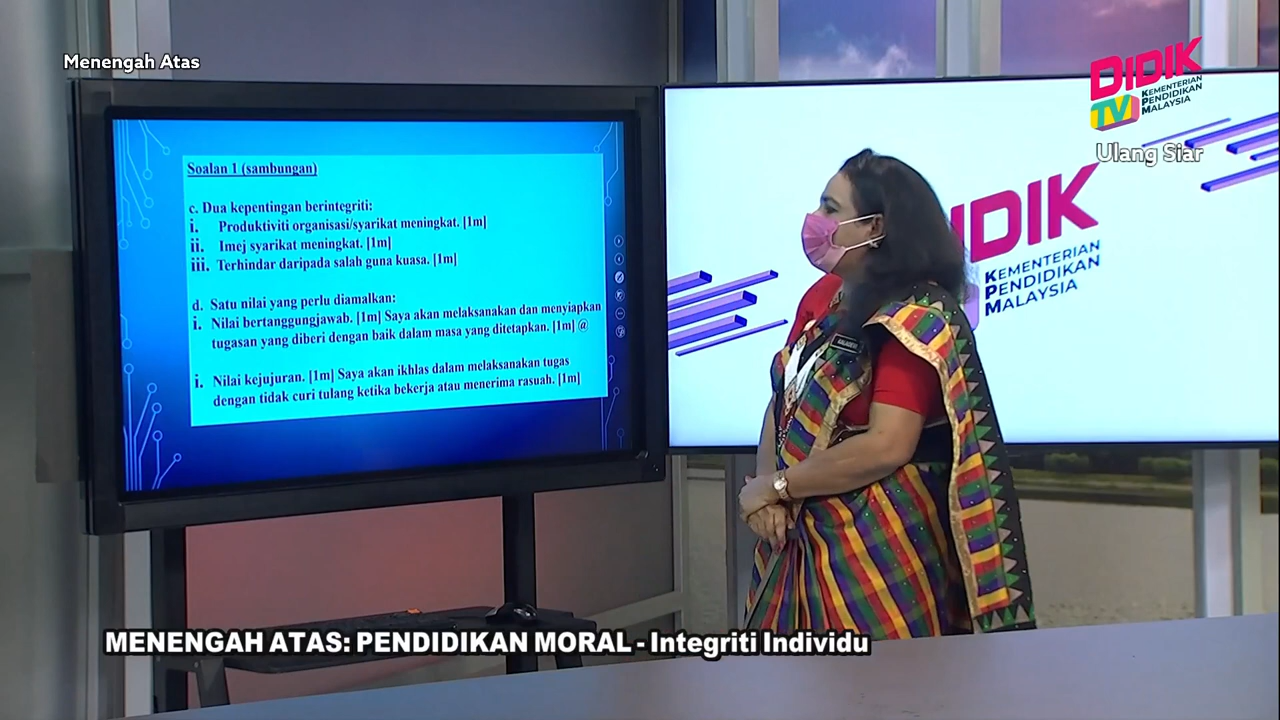 Menengah Atas
DIDIK
TV
KEMENTERIAN
PENDIDIKAN
MALAYSIA
Ulang Siar
Soalan 1 (sambungan)
c. Dua kepentingan berintegriti:
i. Produktiviti organisasi/syarikat meningkat. [1m]
ii. Imej syarikat meningkat. [1m]
iii. Terhindar daripada salah guna kuasa. [1m]
d. Satu nilai yang perlu diamalkan:
i. Nilai bertanggungjawab. [1m] Saya akan melaksanakan dan menyiapkan
tugasan yang diberi dengan baik dalam masa yang ditetapkan. [1m] @
i. Nilai kejujuran. [1m] Saya akan ikhlas dalam melaksanakan tugas
dengan tidak curi tulang ketika bekerja atau menerima rasuah. [1m]
DIDIK
KEMENTERIAN
PENDIDIKAN
MALAYSIA
MENENGAH ATAS: PENDIDIKAN MORAL - Integriti Individu